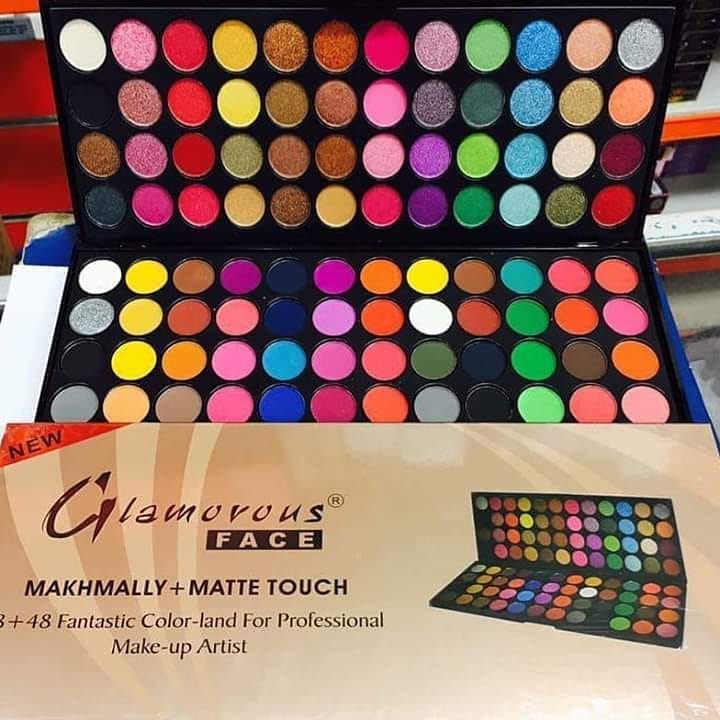 NEW
Glamorous®
FACE
MAKHMALLY+MATTE TOUCH
8+48 Fantastic Color-land For Professional
Make-up Artist